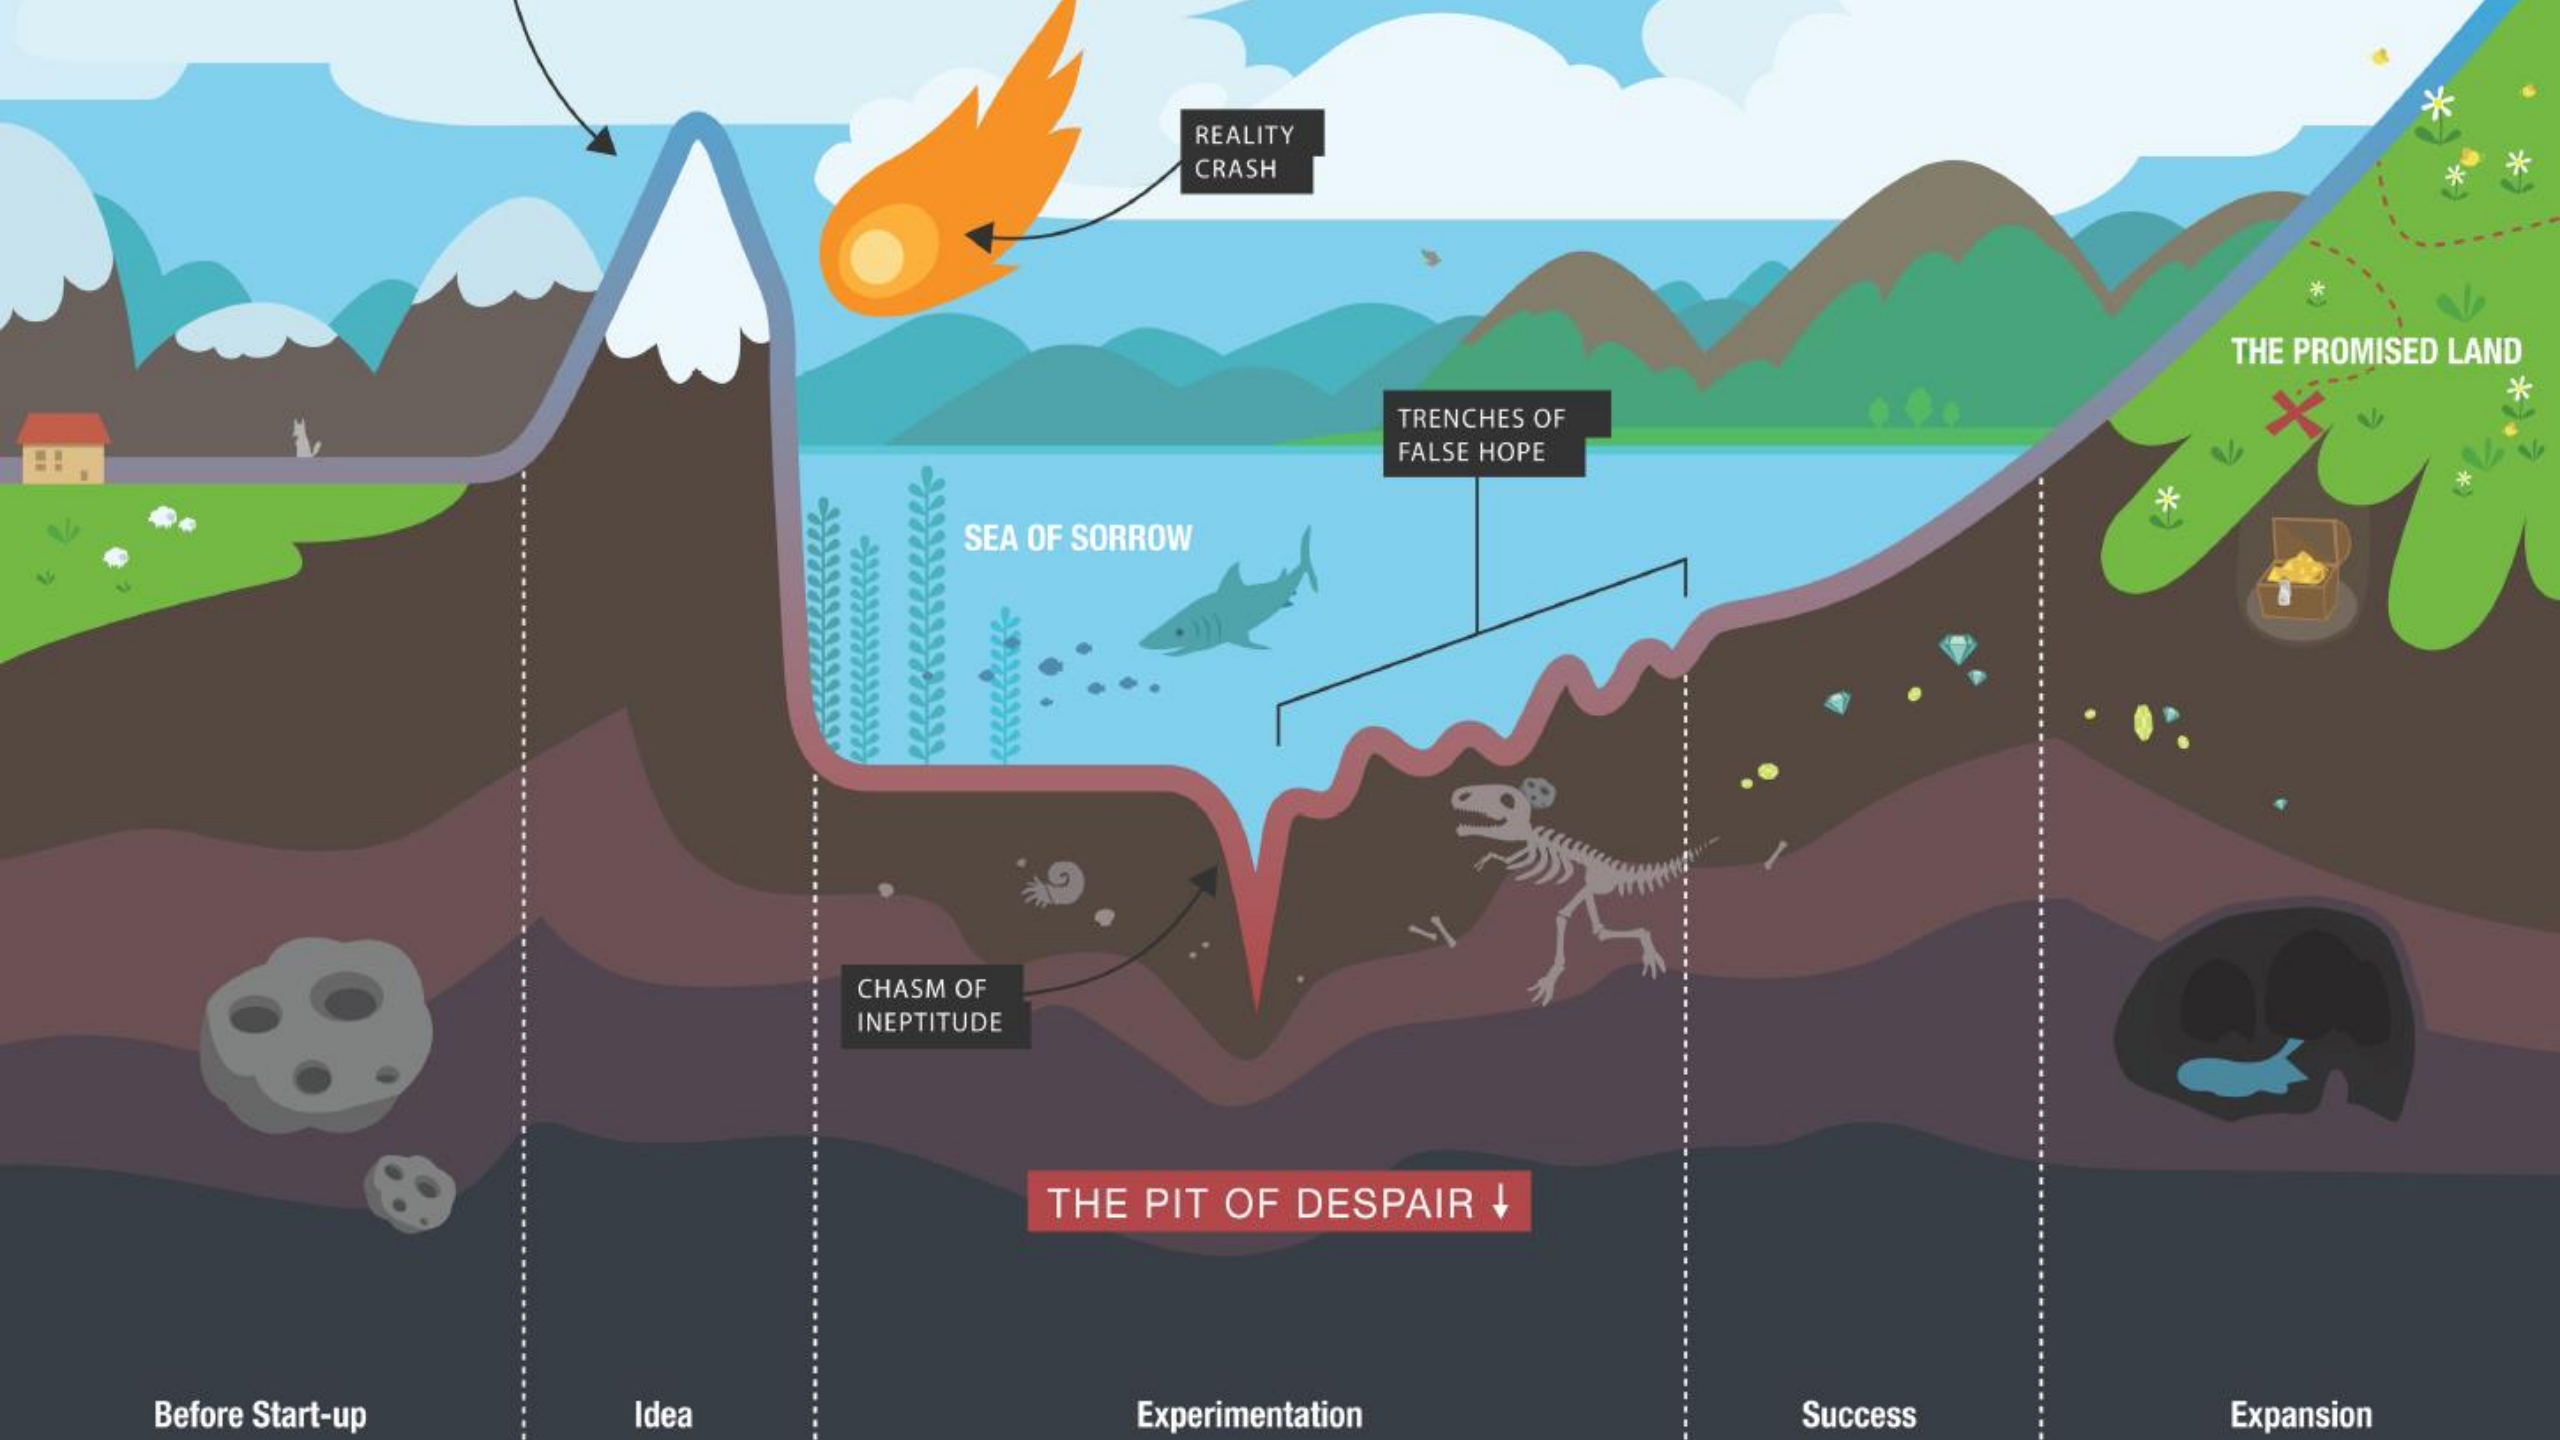 REALITY
CRASH
THE PROMISED LAND
TRENCHES OF
FALSE HOPE
SEA OF SORROW
CHASM OF
INEPTITUDE
THE PIT OF DESPAIR ↓
Before Start-up
Idea
Experimentation
Success
Expansion